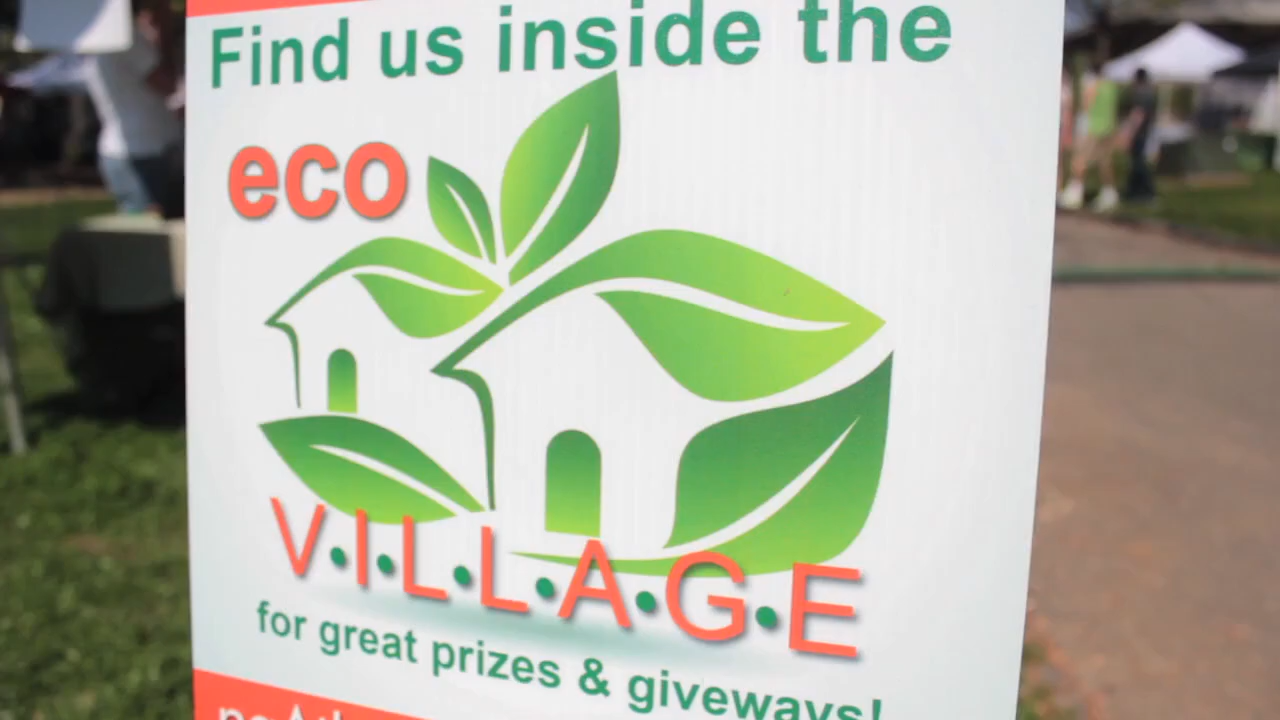 Find us inside the
eco
V•I•L•L•A•G•E
for great prizes & giveways!